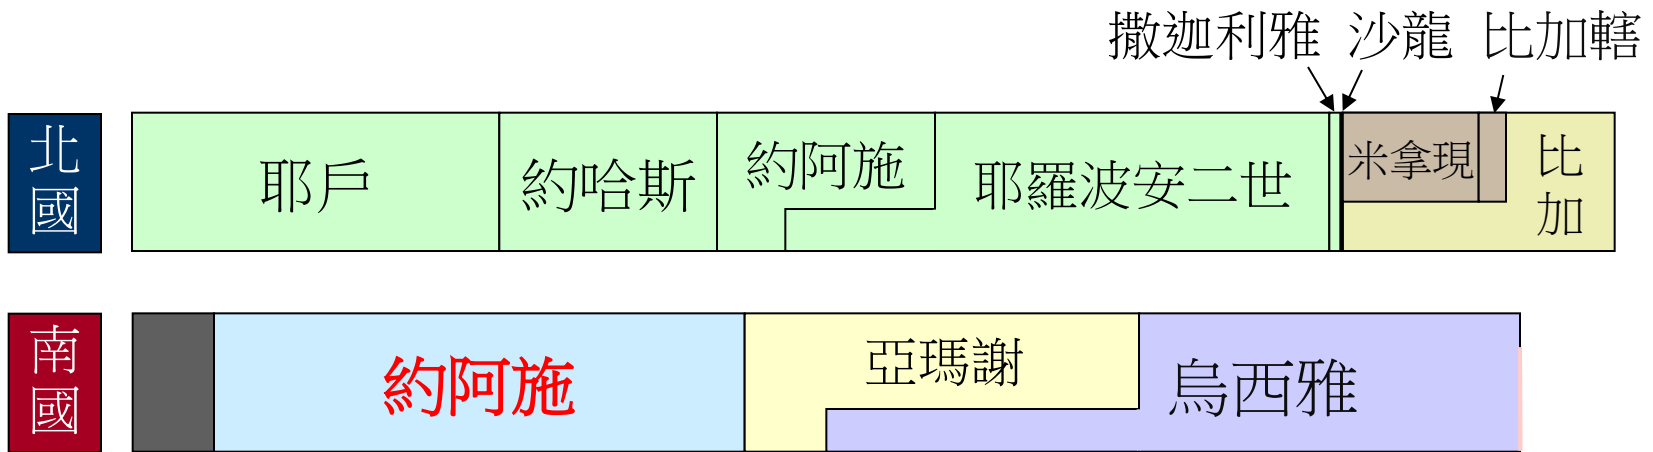 撒迦利雅 沙龍 比加轄
北國
耶戶 約哈斯 約阿施 耶羅波安二世 米拿現 比加
南國
約阿施 亞瑪謝 烏西雅